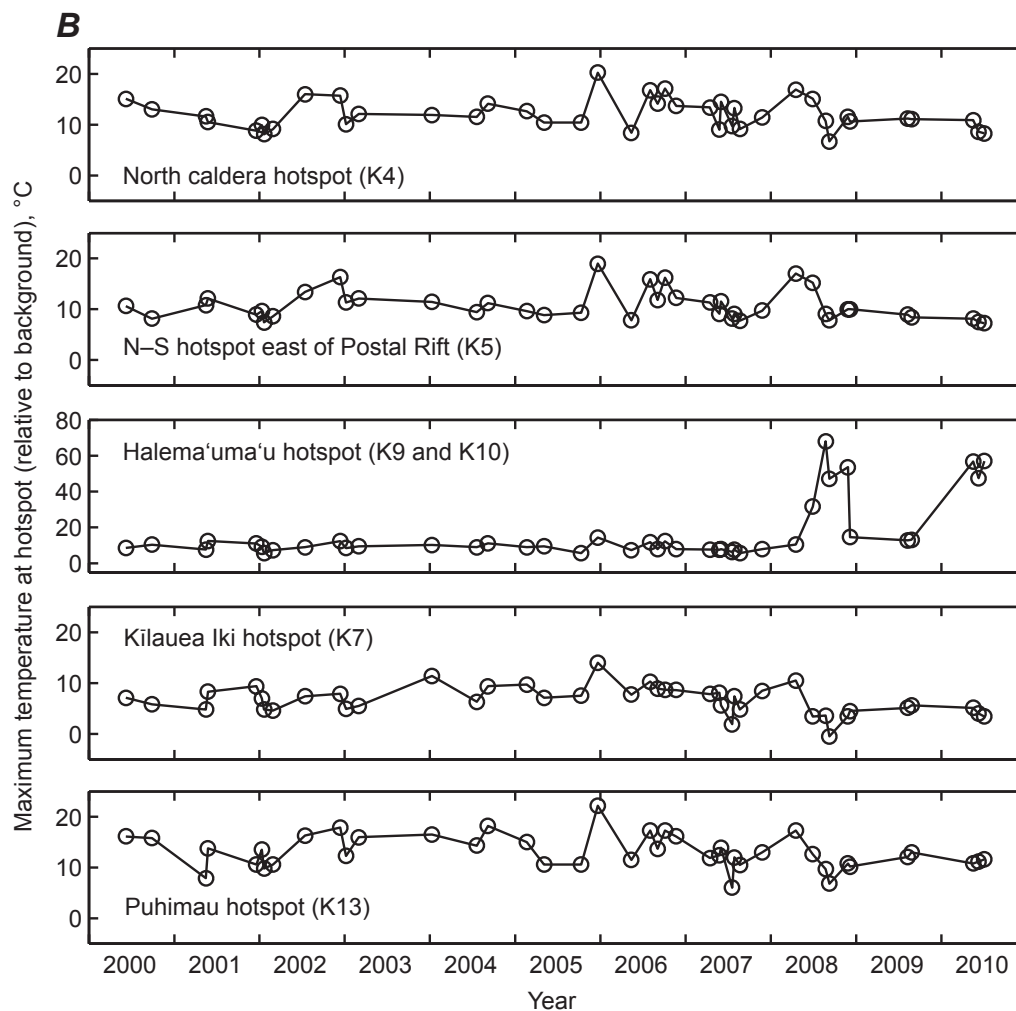 B
Maximum temperature at hotspot (relative to background), °C
20
10
0
North caldera hotspot (K4)
20
10
0
N–S hotspot east of Postal Rift (K5)
80
60
40
20
0
Halema‘uma‘u hotspot (K9 and K10)
20
10
0
Kīlauea Iki hotspot (K7)
20
10
0
Puhimau hotspot (K13)
2000 2001 2002 2003 2004 2005 2006 2007 2008 2009 2010
Year